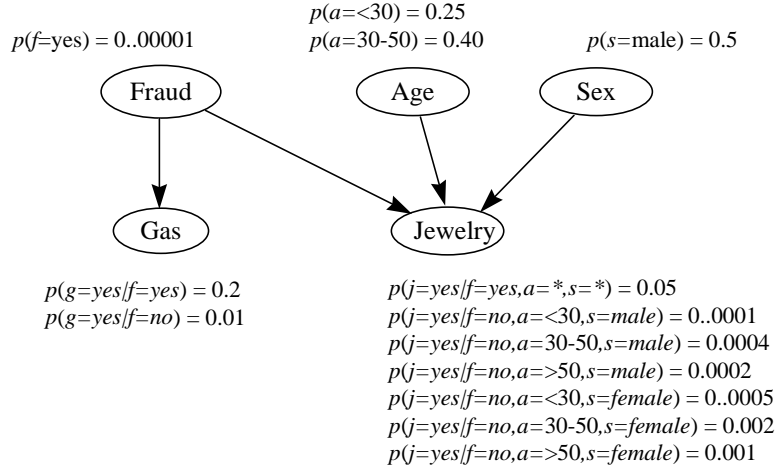 p(a=<30) = 0.25
p(f=yes) = 0..00001
p(a=30-50) = 0.40
p(s=male) = 0.5
Fraud
Age
Sex
Gas
Jewelry
p(g=yes|f=yes) = 0.2
p(g=yes|f=no) = 0.01
p(j=yes|f=yes,a=*,s=*) = 0.05
p(j=yes|f=no,a=<30,s=male) = 0..0001
p(j=yes|f=no,a=30-50,s=male) = 0.0004
p(j=yes|f=no,a=>50,s=male) = 0.0002
p(j=yes|f=no,a=<30,s=female) = 0..0005
p(j=yes|f=no,a=30-50,s=female) = 0.002
p(j=yes|f=no,a=>50,s=female) = 0.001